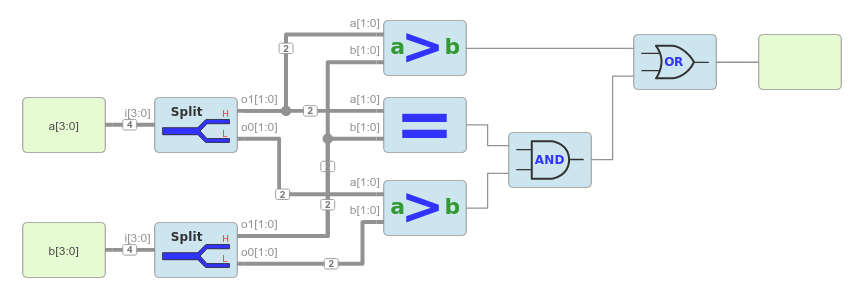 a[1:0]
2
b[1:0]
a > b
a[3:0]
4
i[3:0]
Split
H
L
o1[1:0]
o0[1:0]
2
a[1:0]
b[1:0]
=
OR
AND
2
2
a[1:0]
b[1:0]
a > b
b[3:0]
4
i[3:0]
Split
H
L
o1[1:0]
o0[1:0]
2